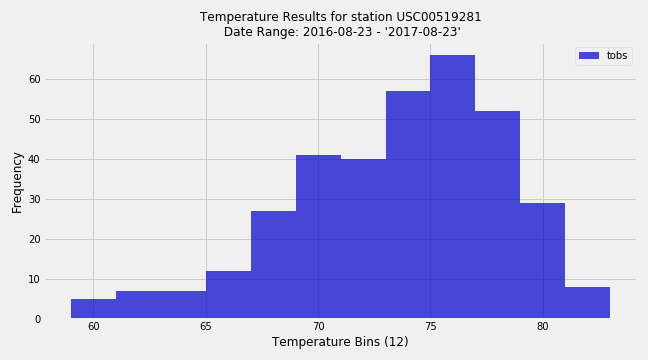 Temperature Results for station USC00519281
Date Range: 2016-08-23 - '2017-08-23'
tobs
Frequency
60
50
40
30
20
10
0
60 65 70 75 80
Temperature Bins (12)